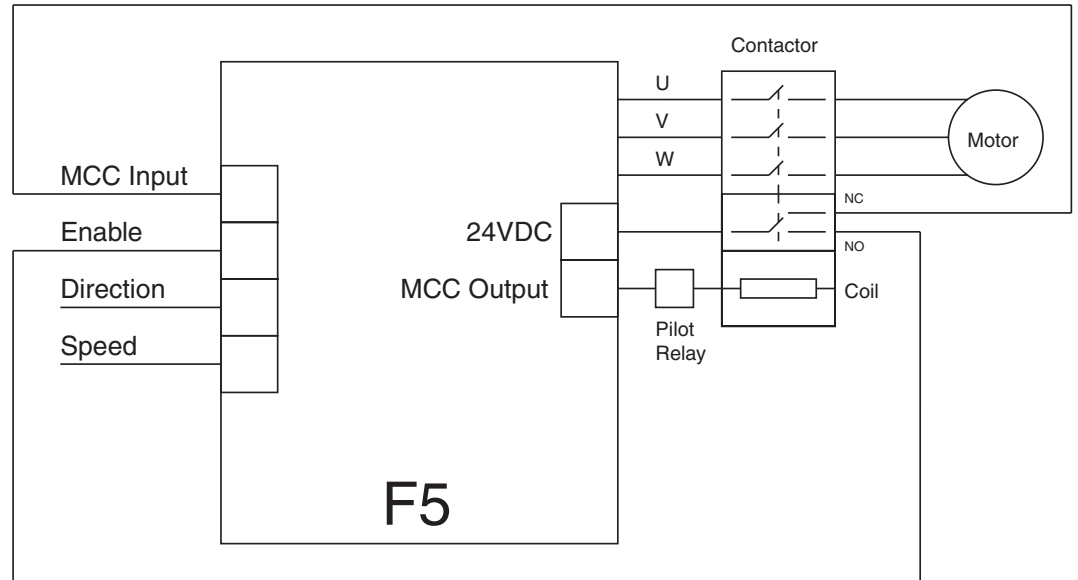 Contactor
U
V
W
Motor
MCC Input
NC
Enable
24VDC
NO
Direction
MCC Output
Coil
Pilot
Relay
Speed
F5